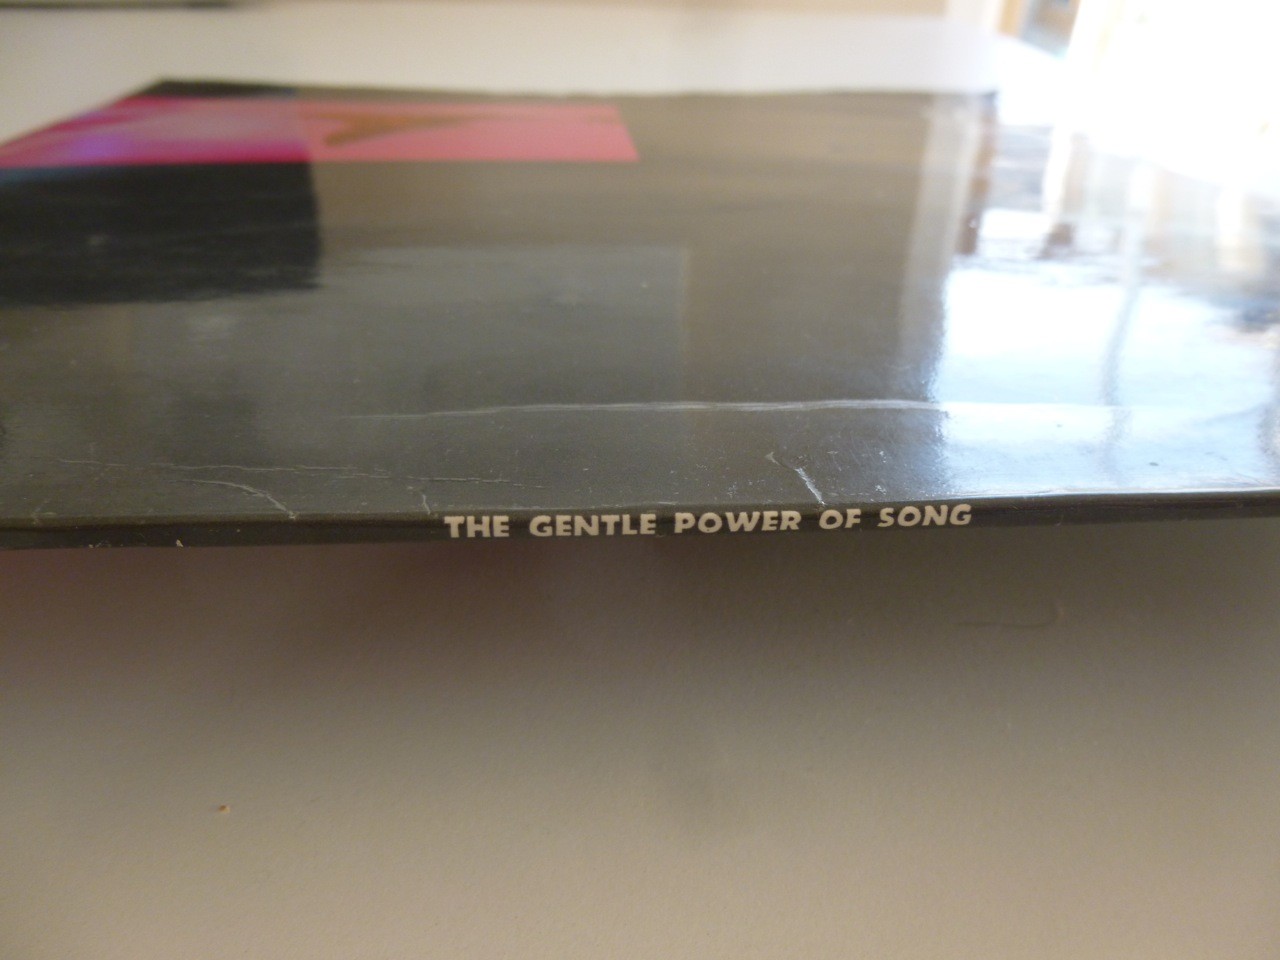 THE GENTLE POWER OF SONG